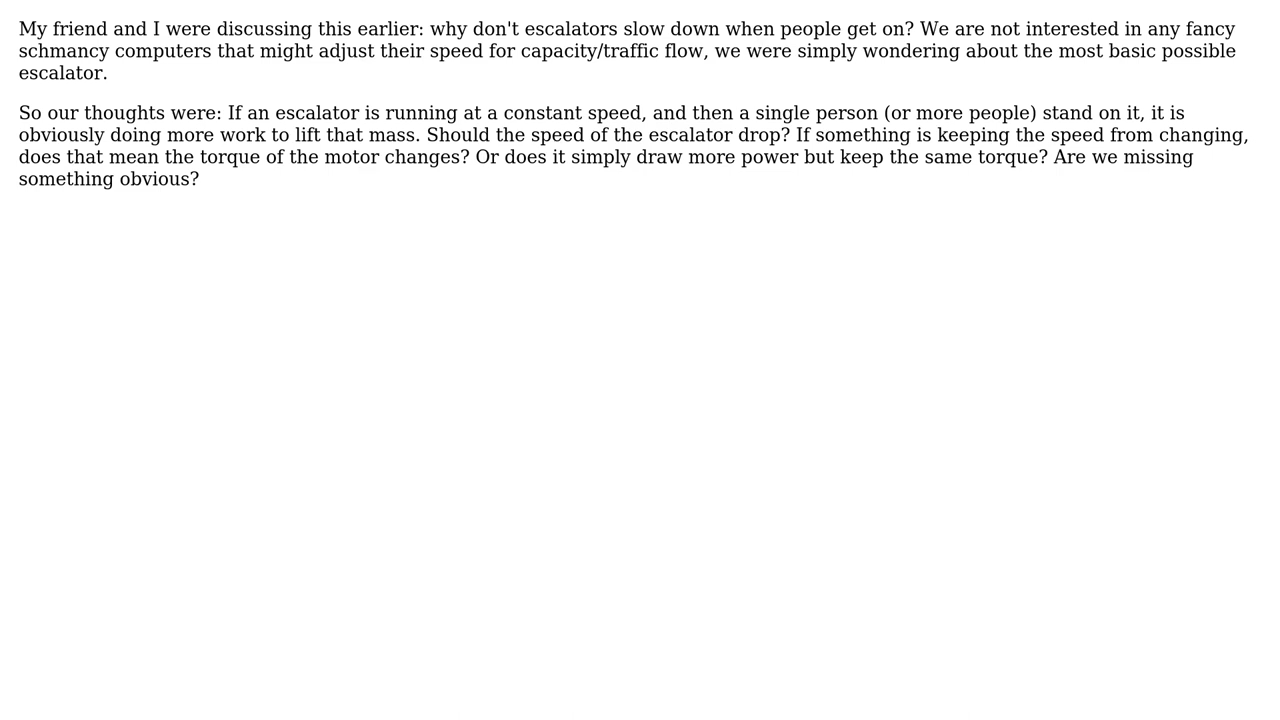 My friend and I were discussing this earlier: why don't escalators slow down when people get on? We are not interested in any fancy
schmancy computers that might adjust their speed for capacity/traffic flow, we were simply wondering about the most basic possible
escalator.
So our thoughts were: If an escalator is running at a constant speed, and then a single person (or more people) stand on it, it is
obviously doing more work to lift that mass. Should the speed of the escalator drop? If something is keeping the speed from changing,
does that mean the torque of the motor changes? Or does it simply draw more power but keep the same torque? Are we missing
something obvious?